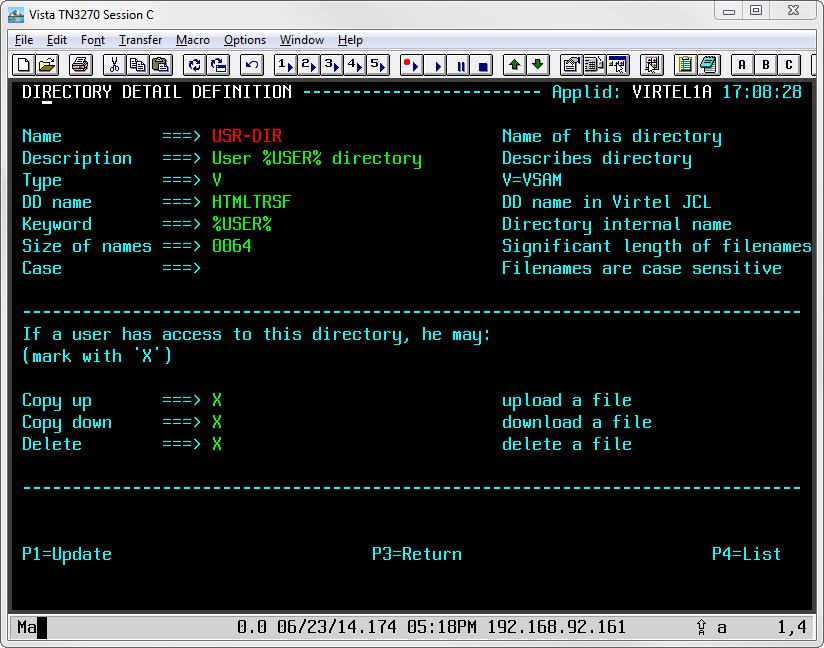 Vista TN3270 Session C
File Edit Font Transfer Macro Options Window Help
1 2 3 4 5 A B C
DIRECTORY DETAIL DEFINITION ------------------------ Applid: VIRTEL1A 17:08:28
Name ===> USR-DIR Name of this directory
Description ===> User %USER% directory Describes directory
Type ===> V V=VSAM
DD name ===> HTMLTRSF DD name in Virtel JCL
Keyword ===> %USER% Directory internal name
Size of names ===> 0064 Significant length of filenames
Case ===> Filenames are case sensitive
------------------------------------------------------------------------------
If a user has access to this directory, he may:
(mark with 'X')
Copy up ===> X upload a file
Copy down ===> X download a file
Delete ===> X delete a file
------------------------------------------------------------------------------
P1=Update P3=Return P4=List
Ma 0.0 06/23/14.174 05:18PM 192.168.92.161 a 1,4